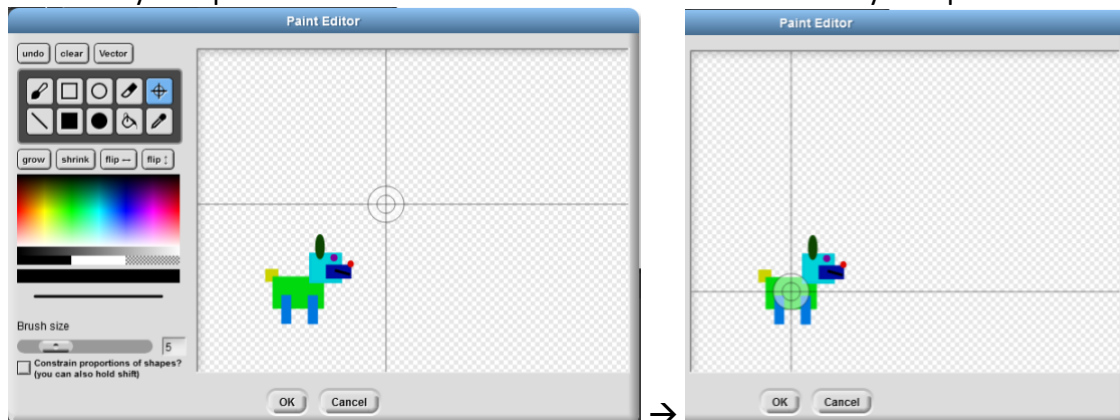 Paint Editor
undo clear Vector
grow shrink flip ↔ flip ↕
Brush size
5
Constrain proportions of shapes?
(you can also hold shift)
OK Cancel
→
Paint Editor
OK Cancel